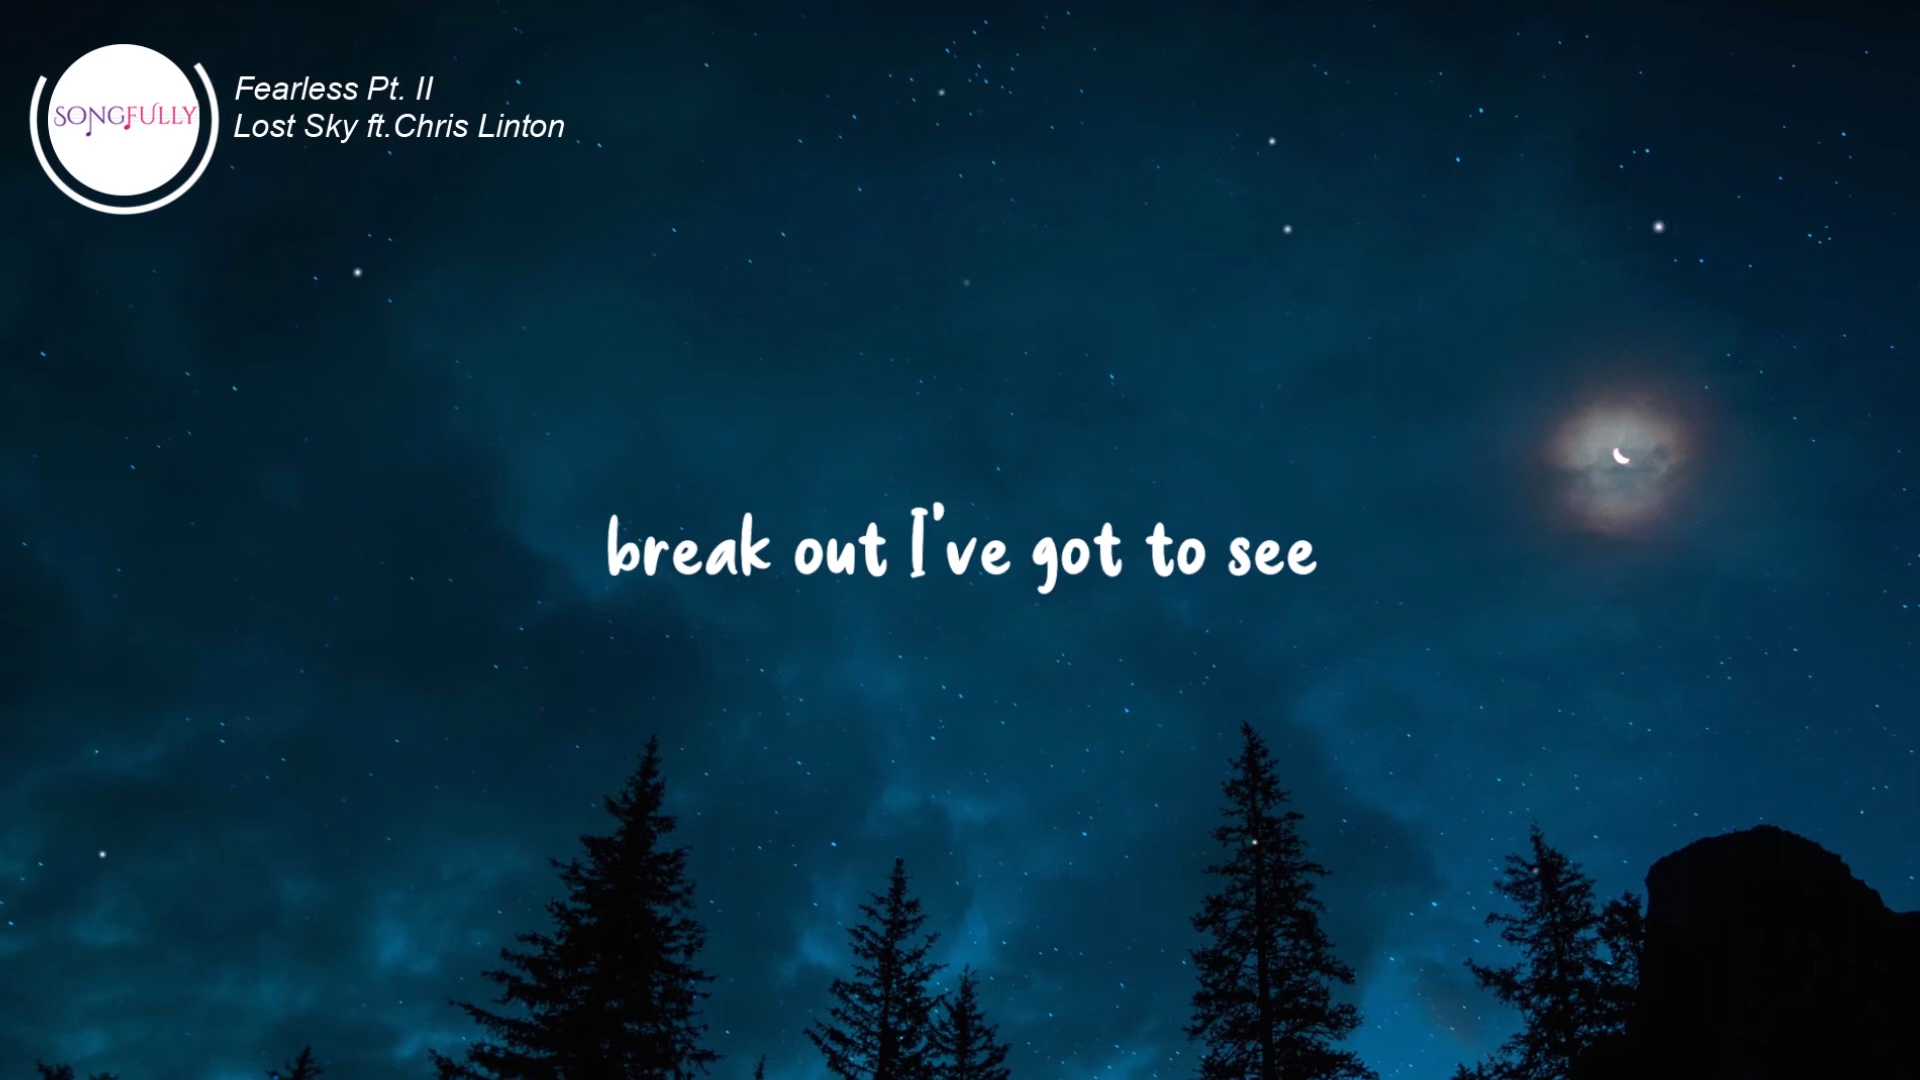 SONGFULLY
Fearless Pt. II
Lost Sky ft.Chris Linton
break out I've got to see